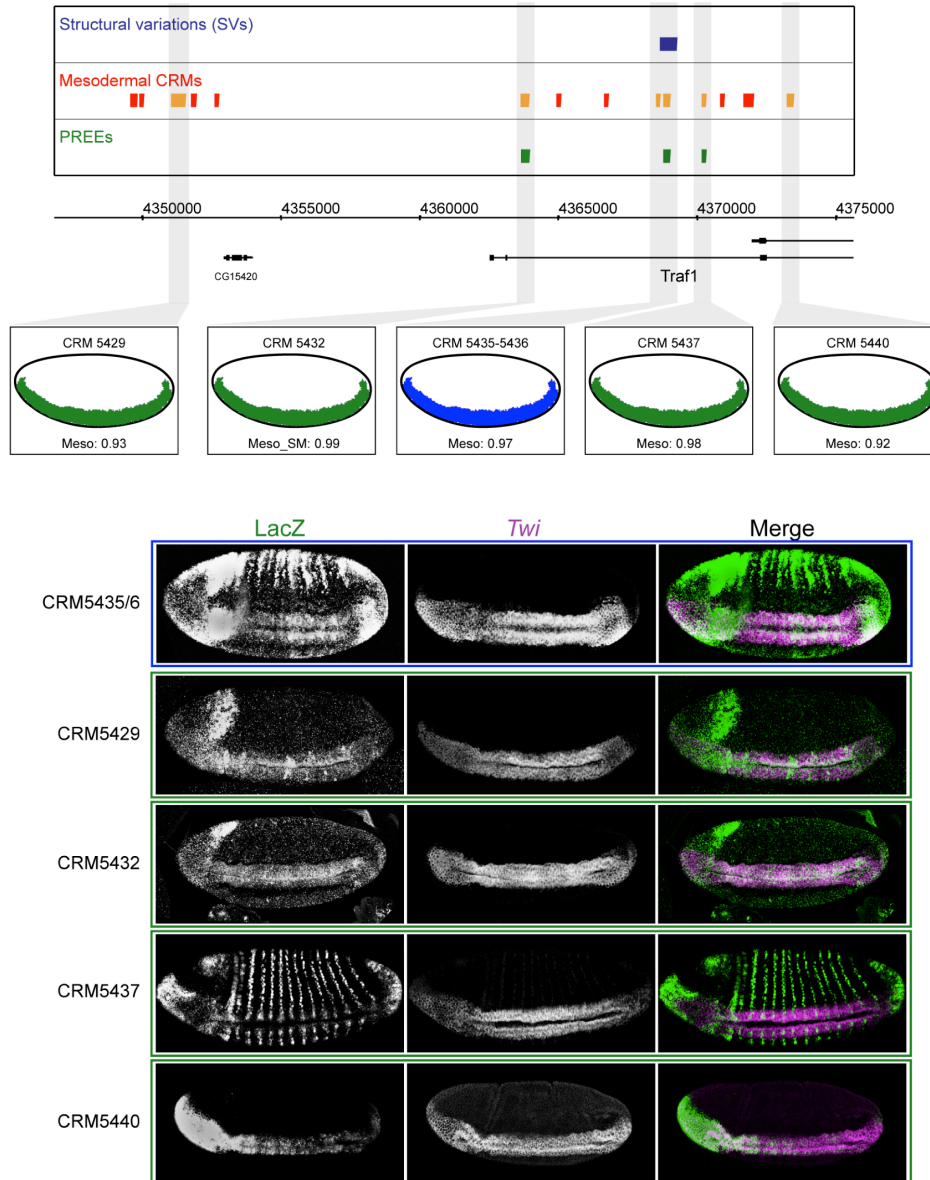 Structural variations (SVs)
Mesodermal CRMs
PREEs
4350000 4355000 4360000 4365000 4370000 4375000
CG15420
Traf1
CRM 5429 CRM 5432 CRM 5435-5436 CRM 5437 CRM 5440
Meso: 0.93 Meso_SM: 0.99 Meso: 0.97 Meso: 0.98 Meso: 0.92
LacZ Twi Merge
CRM5435/6
CRM5429
CRM5432
CRM5437
CRM5440